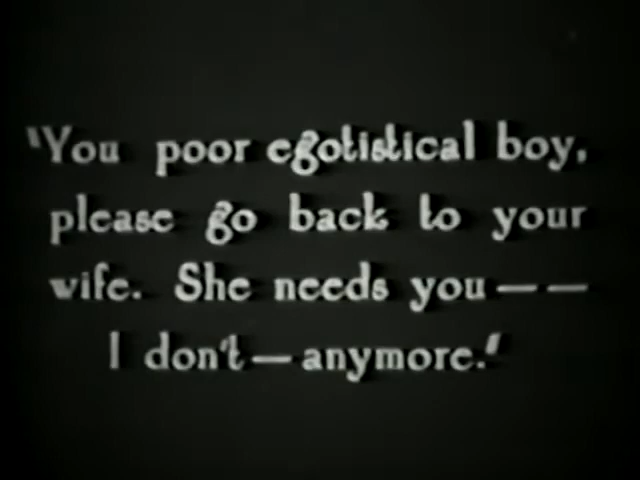 "You poor egotistical boy,
please go back to your
wife. She needs you — —
I don't — anymore."